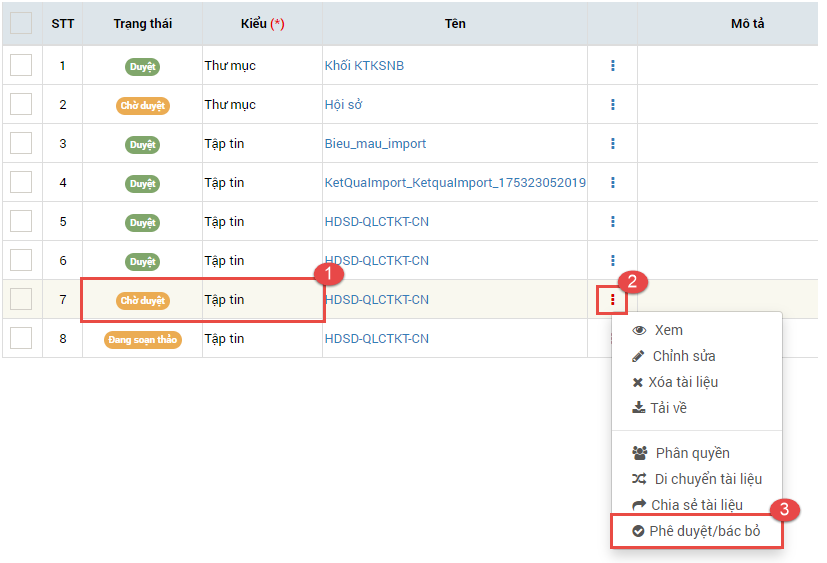 STT Trạng thái Kiểu (*) Tên Mô tả
1 Duyệt Thư mục Khối KTKSNB
2 Chờ duyệt Thư mục Hội sở
3 Duyệt Tập tin Bieu_mau_import
4 Duyệt Tập tin KetQuaImport_KetquaImport_175323052019
5 Duyệt Tập tin HDSD-QLCTKT-CN
6 Duyệt Tập tin HDSD-QLCTKT-CN
1 2
7 Chờ duyệt Tập tin HDSD-QLCTKT-CN
8 Đang soạn thảo Tập tin HDSD-QLCTKT-CN
Xem
Chỉnh sửa
Xóa tài liệu
Tải về
Phân quyền
Di chuyển tài liệu
Chia sẻ tài liệu
3
Phê duyệt/bác bỏ